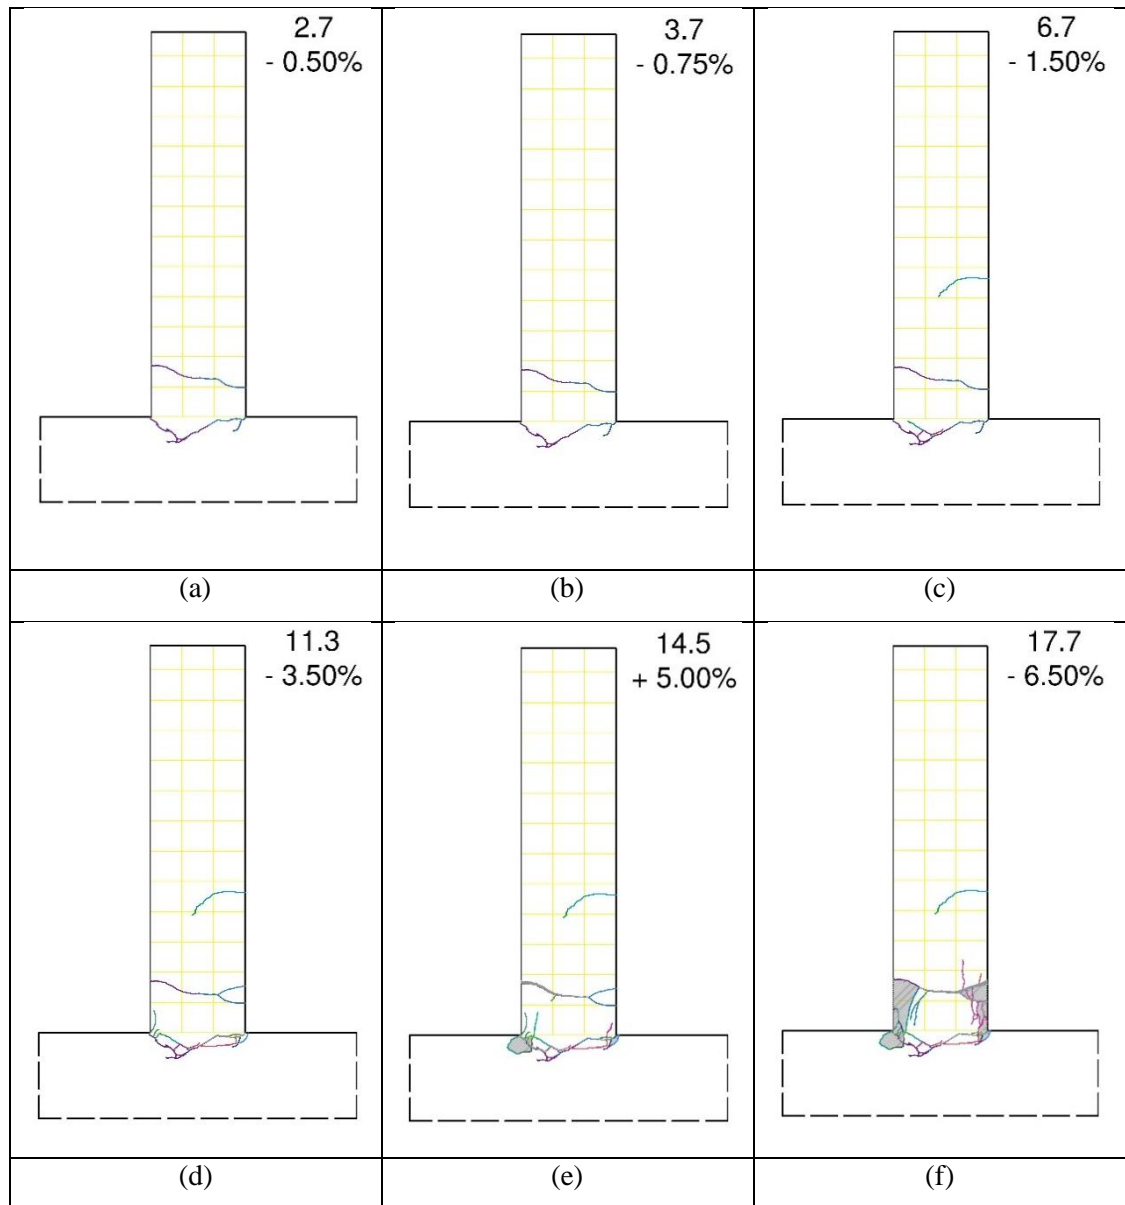 2.7
- 0.50%
3.7
- 0.75%
6.7
- 1.50%
(a)
(b)
(c)
11.3
- 3.50%
14.5
+ 5.00%
17.7
- 6.50%
(d)
(e)
(f)